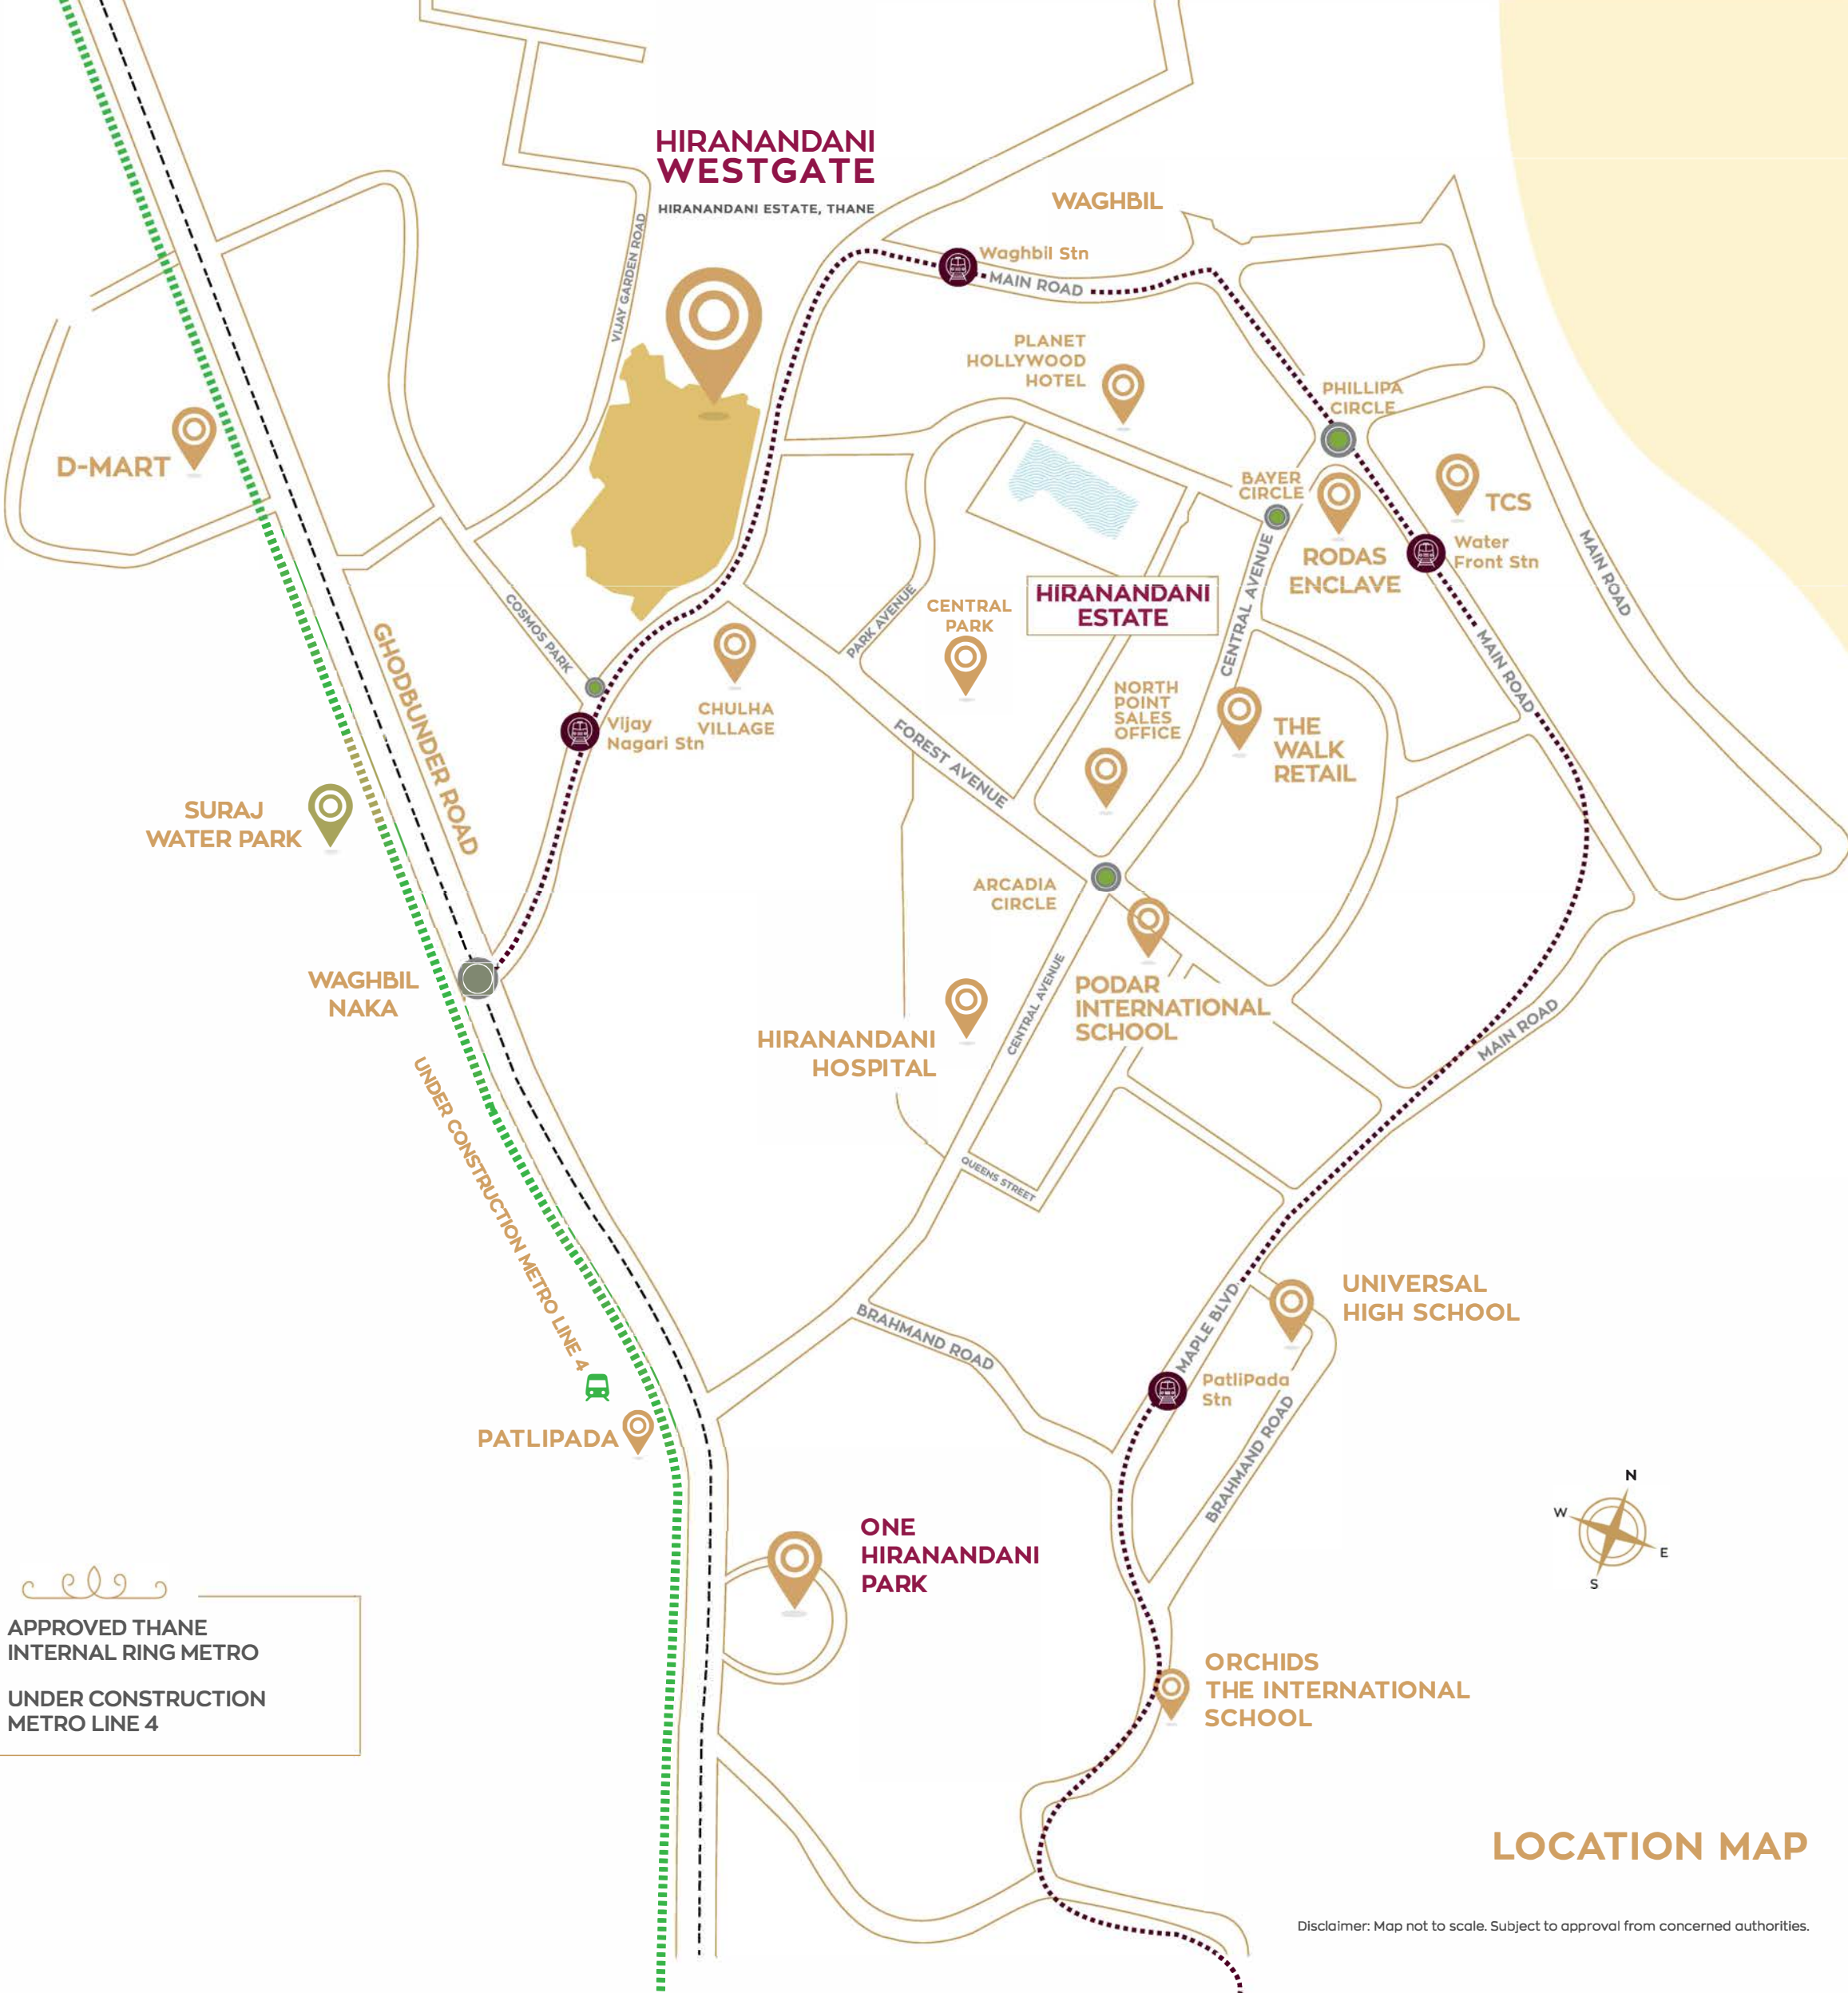 HIRANANDANI
WESTGATE
HIRANANDANI ESTATE, THANE
WAGHBIL
Waghbil Stn
MAIN ROAD
VIJAY GARDEN ROAD
PLANET
HOLLYWOOD
HOTEL
PHILLIPA
CIRCLE
D-MART
BAYER
CIRCLE
TCS
RODAS
ENCLAVE
Water
Front Stn
MAIN ROAD
COSMOS PARK
PARK AVENUE
CENTRAL
PARK
HIRANANDANI
ESTATE
CENTRAL AVENUE
MAIN ROAD
GHODBUNDER ROAD
CHULHA
VILLAGE
Vijay
Nagari Stn
NORTH
POINT
SALES
OFFICE
THE
WALK
RETAIL
FOREST AVENUE
SURAJ
WATER PARK
ARCADIA
CIRCLE
WAGHBIL
NAKA
CENTRAL AVENUE
PODAR
INTERNATIONAL
SCHOOL
HIRANANDANI
HOSPITAL
MAIN ROAD
UNDER CONSTRUCTION METRO LINE 4
QUEENS STREET
UNIVERSAL
HIGH SCHOOL
BRAHMAND ROAD
MAPLE BLVD.
PatliPada
Stn
BRAHMAND ROAD
PATLIPADA
N
W
E
S
ONE
HIRANANDANI
PARK
APPROVED THANE
INTERNAL RING METRO
UNDER CONSTRUCTION
METRO LINE 4
ORCHIDS
THE INTERNATIONAL
SCHOOL
LOCATION MAP
Disclaimer: Map not to scale. Subject to approval from concerned authorities.